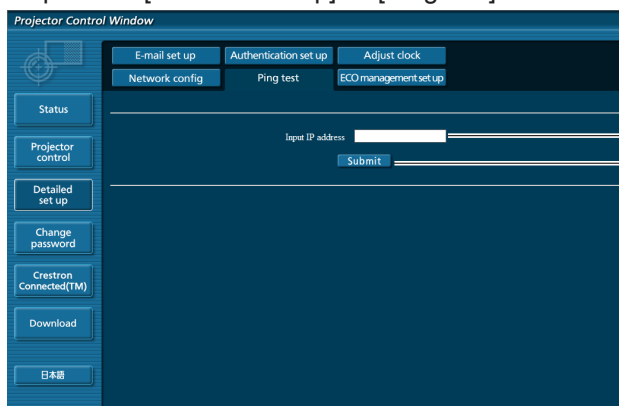 Projector Control Window
E-mail set up
Authentication set up
Adjust clock
Network config
Ping test
ECO management set up
Status
Projector
control
Detailed
set up
Change
password
Crestron
Connected(TM)
Download
日本語
Input IP address
Submit